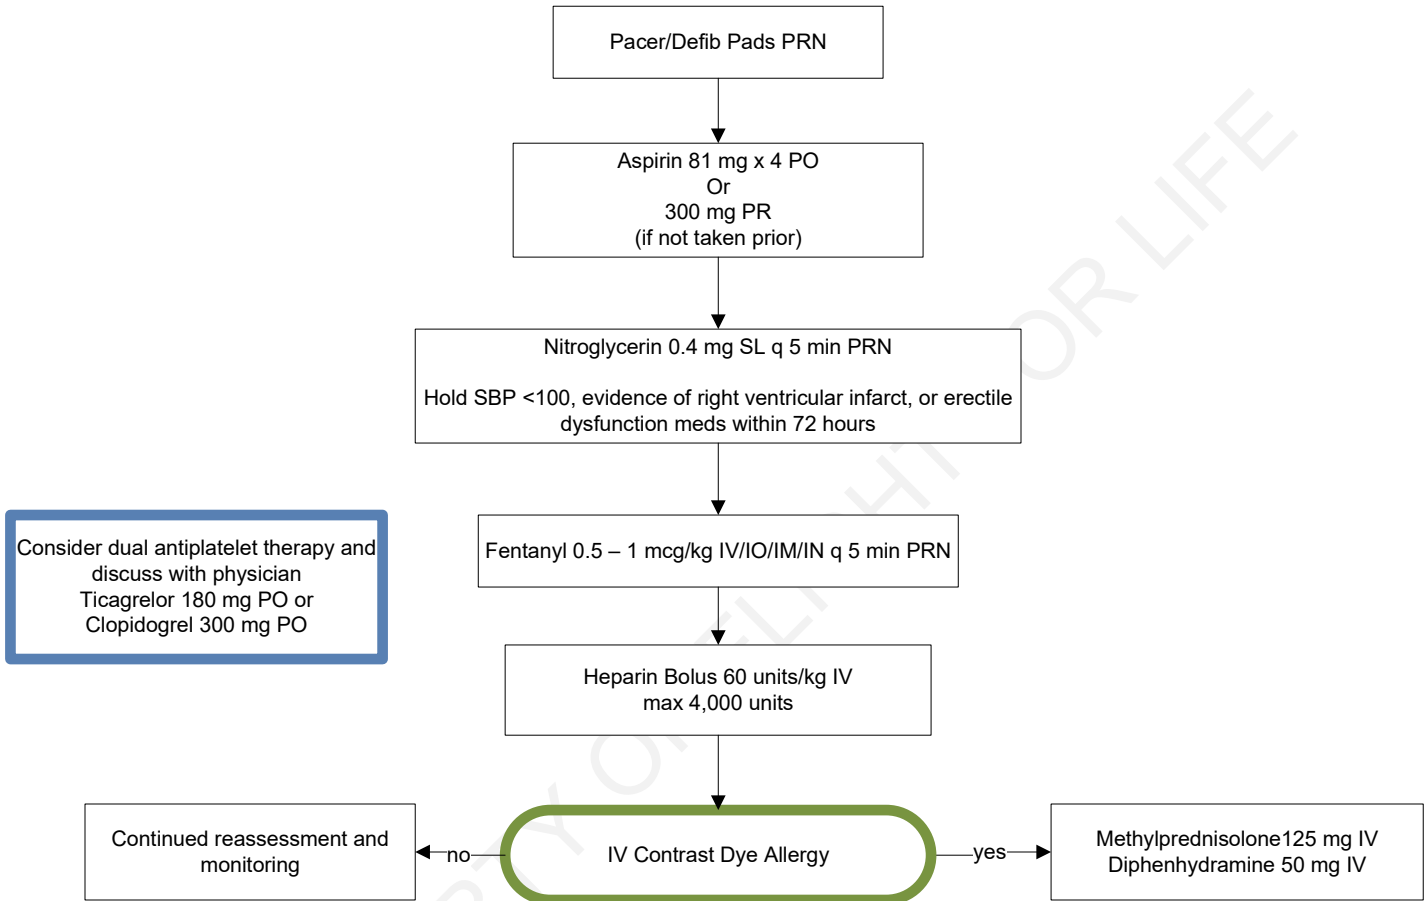 Pacer/Defib Pads PRN
Aspirin 81 mg x 4 PO
Or
300 mg PR
(if not taken prior)
Nitroglycerin 0.4 mg SL q 5 min PRN
Hold SBP <100, evidence of right ventricular infarct, or erectile
dysfunction meds within 72 hours
Consider dual antiplatelet therapy and
discuss with physician
Ticagrelor 180 mg PO or
Clopidogrel 300 mg PO
Fentanyl 0.5 – 1 mcg/kg IV/IO/IM/IN q 5 min PRN
Heparin Bolus 60 units/kg IV
max 4,000 units
Continued reassessment and
monitoring
no
IV Contrast Dye Allergy
yes
Methylprednisolone125 mg IV
Diphenhydramine 50 mg IV